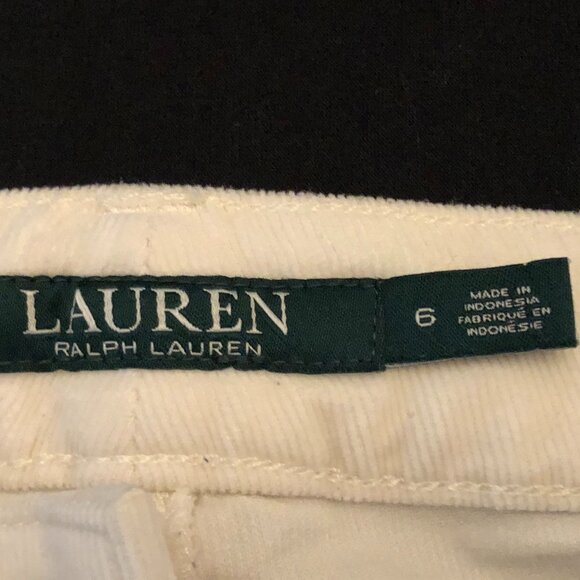 LAUREN
RALPH LAUREN
6
MADE IN
INDONESIA
FABRIQUÉ EN
INDONÉSIE